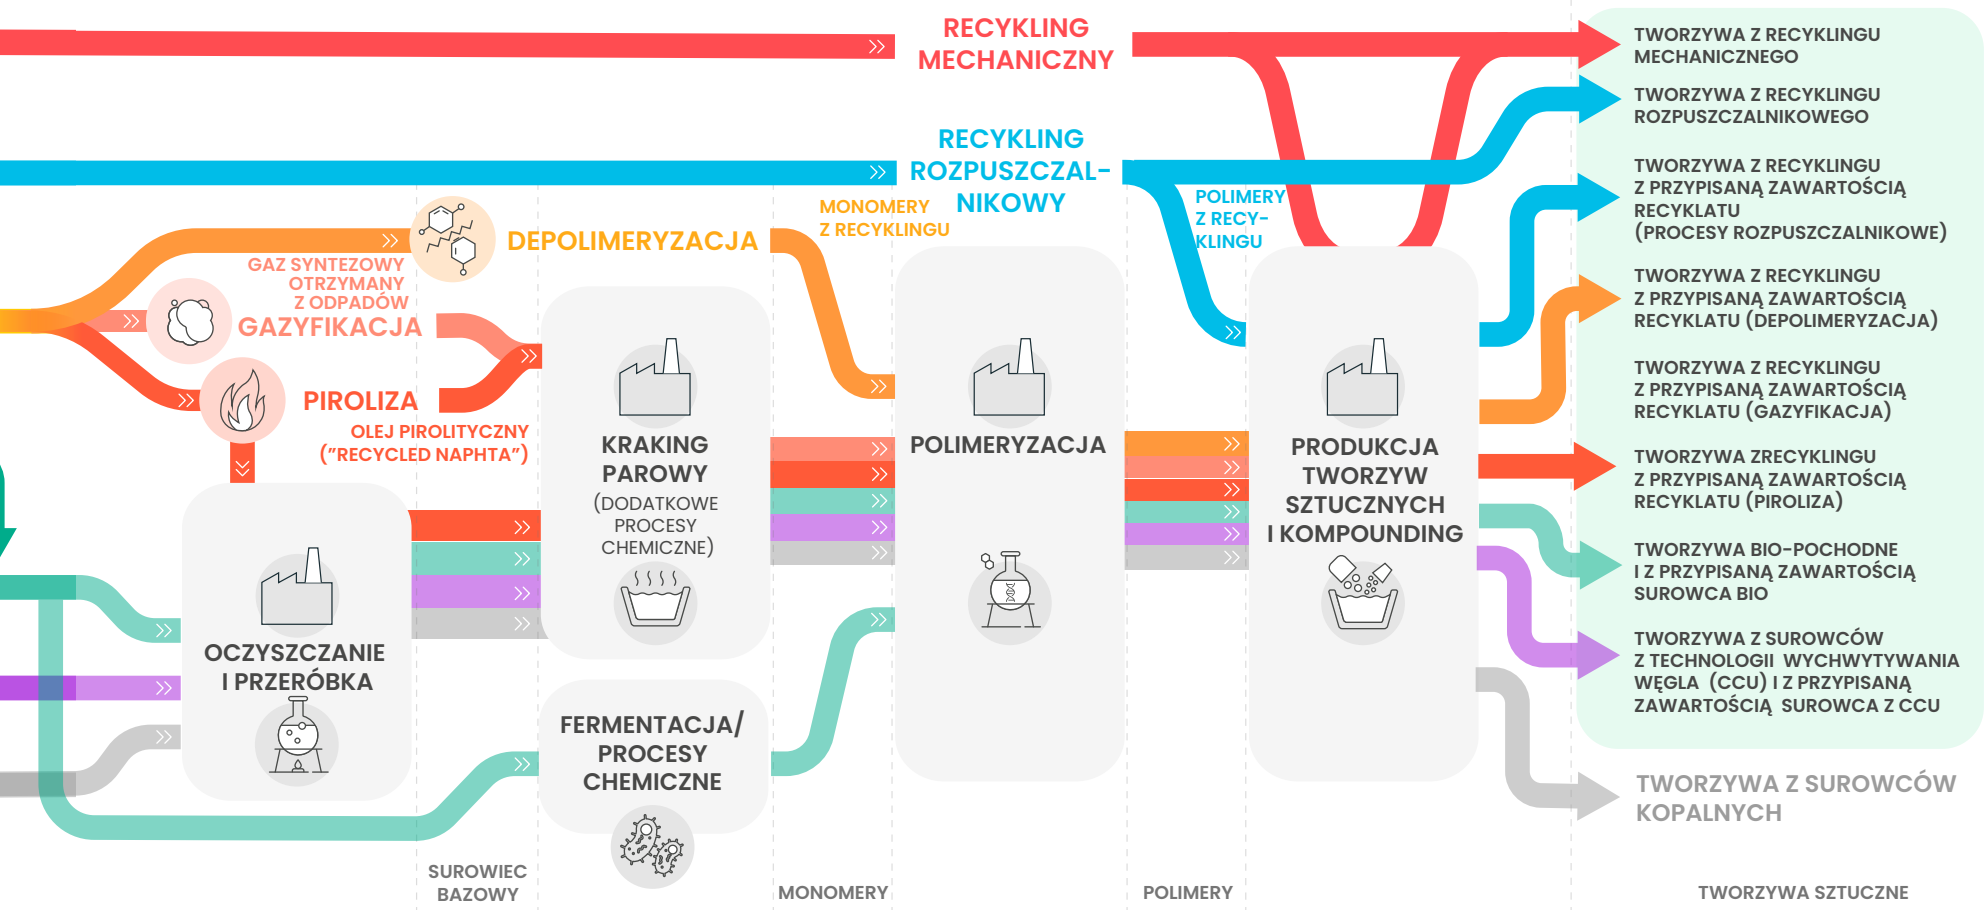 RECYKLING
MECHANICZNY
RECYKLING
ROZPUSZCZAL-
NIKOWY
MONOMERY
Z RECYKLINGU
POLIMERY
Z RECY-
KLINGU
DEPOLIMERYZACJA
GAZ SYNTEZOWY
OTRZYMANY
Z ODPADÓW
GAZYFIKACJA
PIROLIZA
OLEJ PIROLITYCZNY
("RECYCLED NAPHTA")
OCZYSZCZANIE
I PRZERÓBKA
KRAKING
PAROWY
(DODATKOWE
PROCESY
CHEMICZNE)
FERMENTACJA/
PROCESY
CHEMICZNE
POLIMERYZACJA
PRODUKCJA
TWORZYW
SZTUCZNYCH
I KOMPOUNDING
TWORZYWA Z RECYKLINGU
MECHANICZNEGO
TWORZYWA Z RECYKLINGU
ROZPUSZCZALNIKOWEGO
TWORZYWA Z RECYKLINGU
Z PRZYPISANĄ ZAWARTOŚCIĄ
RECYKLATU
(PROCESY ROZPUSZCZALNIKOWE)
TWORZYWA Z RECYKLINGU
Z PRZYPISANĄ ZAWARTOŚCIĄ
RECYKLATU (DEPOLIMERYZACJA)
TWORZYWA Z RECYKLINGU
Z PRZYPISANĄ ZAWARTOŚCIĄ
RECYKLATU (GAZYFIKACJA)
TWORZYWA ZRECYKLINGU
Z PRZYPISANĄ ZAWARTOŚCIĄ
RECYKLATU (PIROLIZA)
TWORZYWA BIO-POCHODNE
I Z PRZYPISANĄ ZAWARTOŚCIĄ
SUROWCA BIO
TWORZYWA Z SUROWCÓW
Z TECHNOLOGII WYCHWYTYWANIA
WĘGLA (CCU) I Z PRZYPISANĄ
ZAWARTOŚCIĄ SUROWCA Z CCU
TWORZYWA Z SUROWCÓW
KOPALNYCH
SUROWIEC
BAZOWY
MONOMERY
POLIMERY
TWORZYWA SZTUCZNE